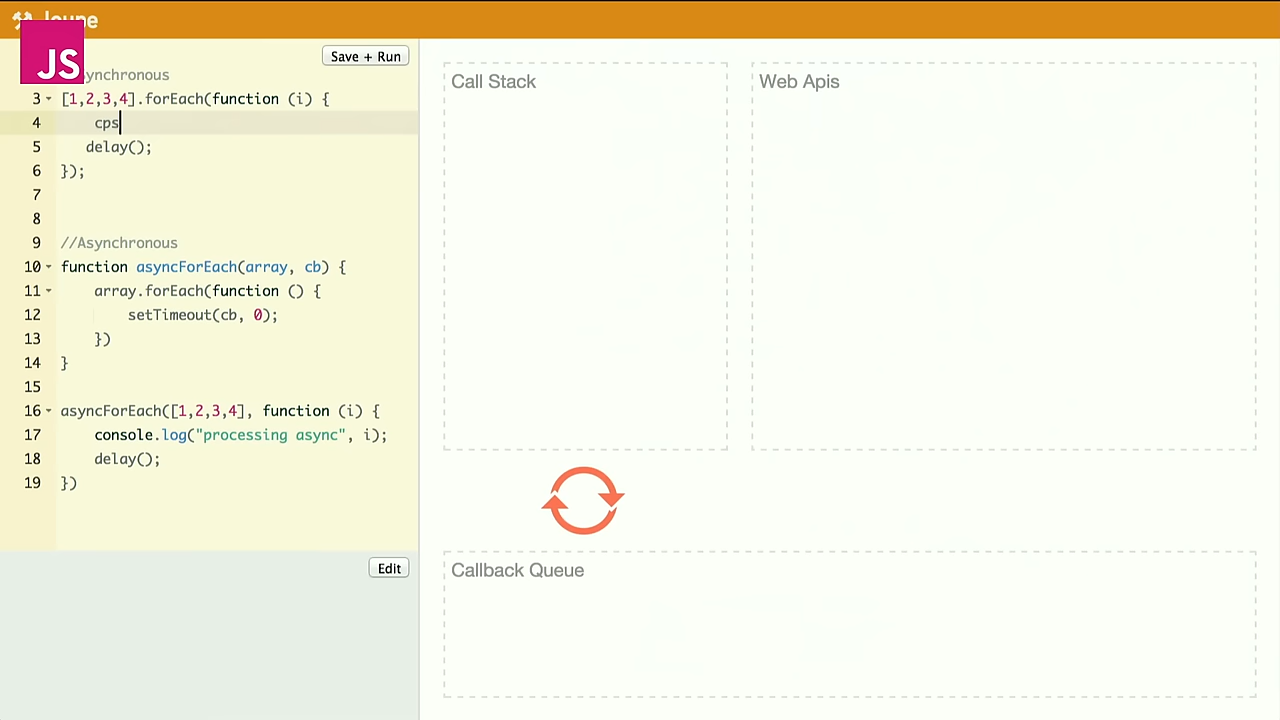 Loupe
JS
Save + Run
ynchronous
3 [1,2,3,4].forEach(function (i) {
4 cps
5 delay();
6 });
7
8
9 //Asynchronous
10 function asyncForEach(array, cb) {
11 array.forEach(function () {
12 setTimeout(cb, 0);
13 })
14 }
15
16 asyncForEach([1,2,3,4], function (i) {
17 console.log("processing async", i);
18 delay();
19 })
Edit
Call Stack
Web Apis
Callback Queue